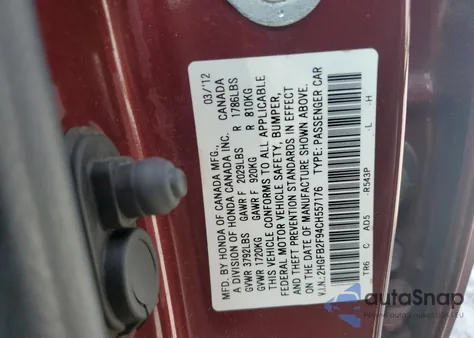 MFD. BY HONDA OF CANADA MFG.,
A DIVISION OF HONDA CANADA INC.
03/'12
CANADA
GVWR 3792LBS GAWR F 2029LBS R 1786LBS
GVWR 1720KG GAWR F 920KG R 810KG
THIS VEHICLE CONFORMS TO ALL APPLICABLE
FEDERAL MOTOR VEHICLE SAFETY, BUMPER,
AND THEFT PREVENTION STANDARDS IN EFFECT
ON THE DATE OF MANUFACTURE SHOWN ABOVE.
V.I.N.: 2HGFB2F94CH557176 TYPE: PASSENGER CAR
TR6 C AD5 R543P -L -H
autoSnap